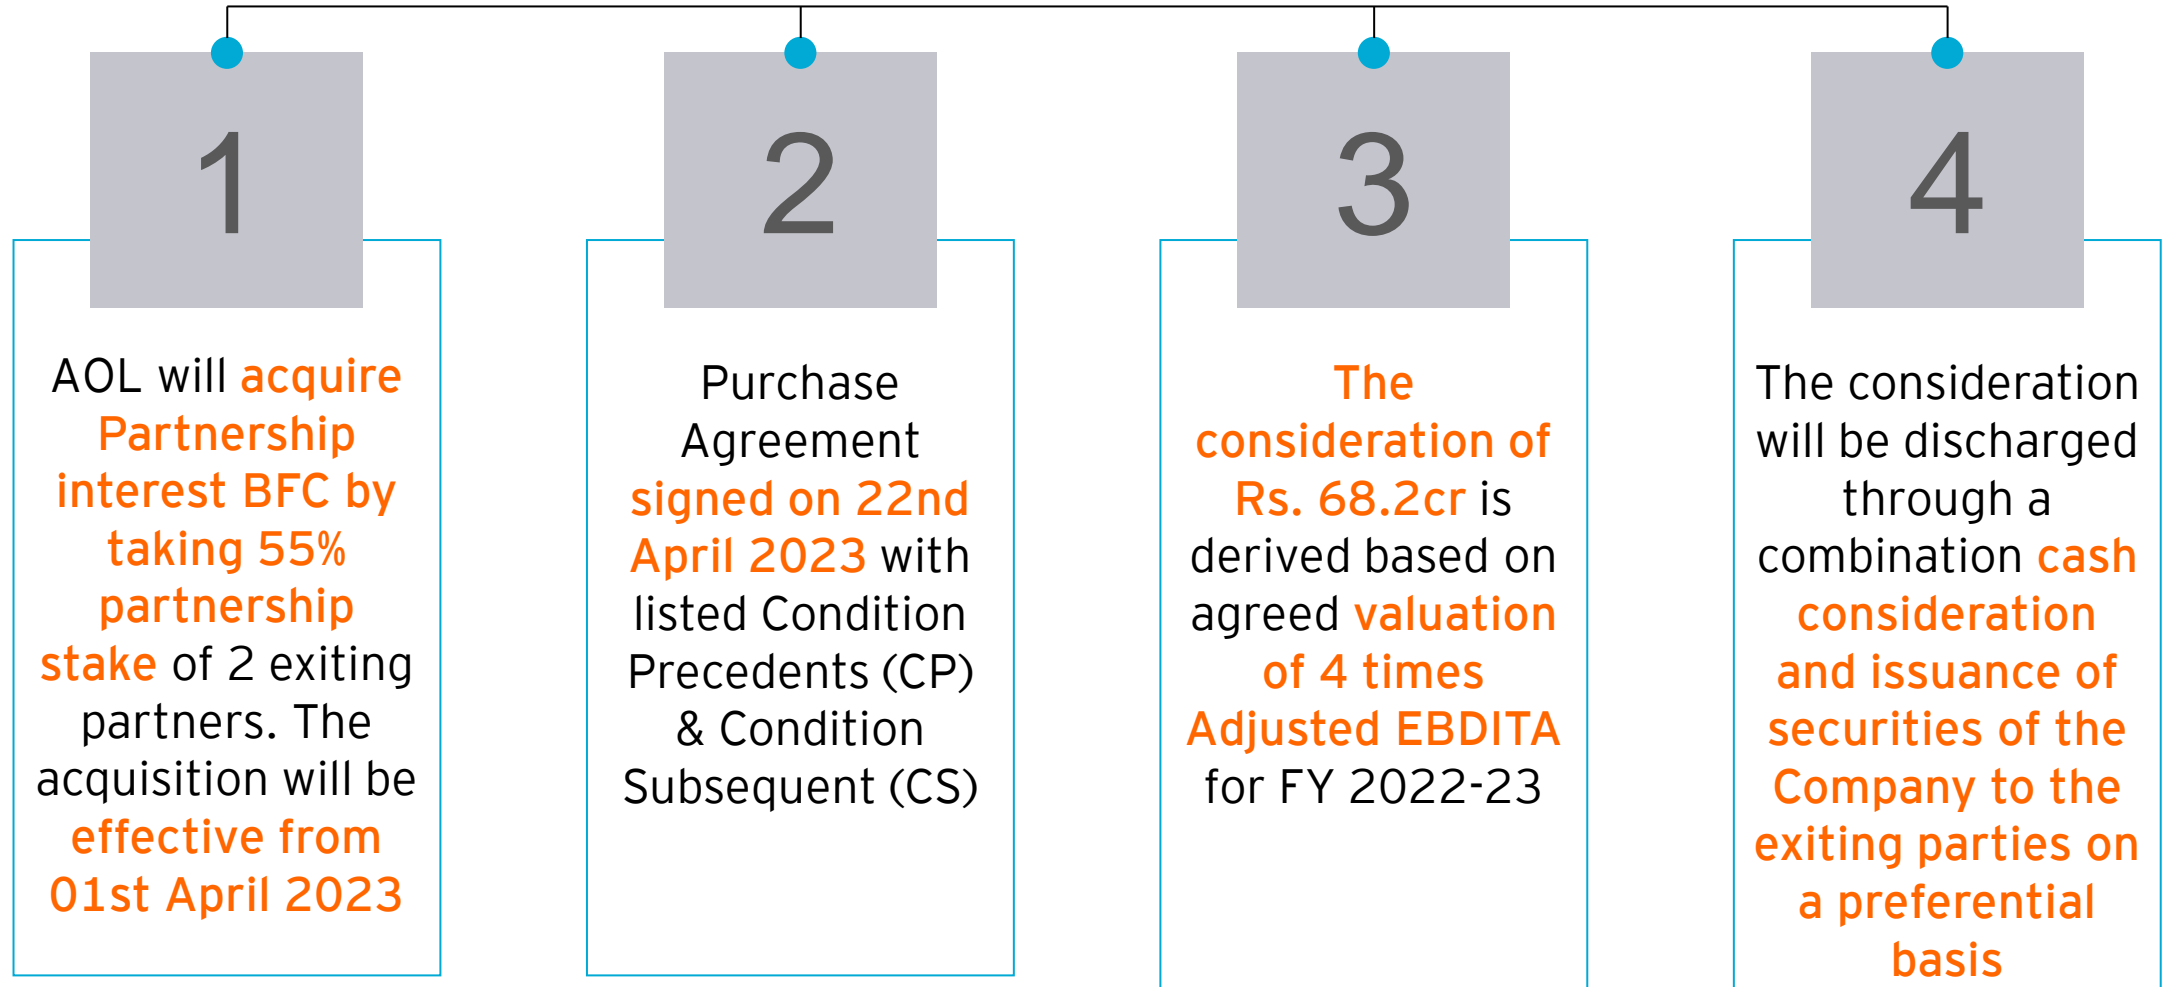 1
AOL will acquire
Partnership
interest BFC by
taking 55%
partnership
stake of 2 exiting
partners. The
acquisition will be
effective from
01st April 2023
2
Purchase
Agreement
signed on 22nd
April 2023 with
listed Condition
Precedents (CP)
& Condition
Subsequent (CS)
3
The
consideration of
Rs. 68.2cr is
derived based on
agreed valuation
of 4 times
Adjusted EBDITA
for FY 2022-23
4
The consideration
will be discharged
through a
combination cash
consideration
and issuance of
securities of the
Company to the
exiting parties on
a preferential
basis